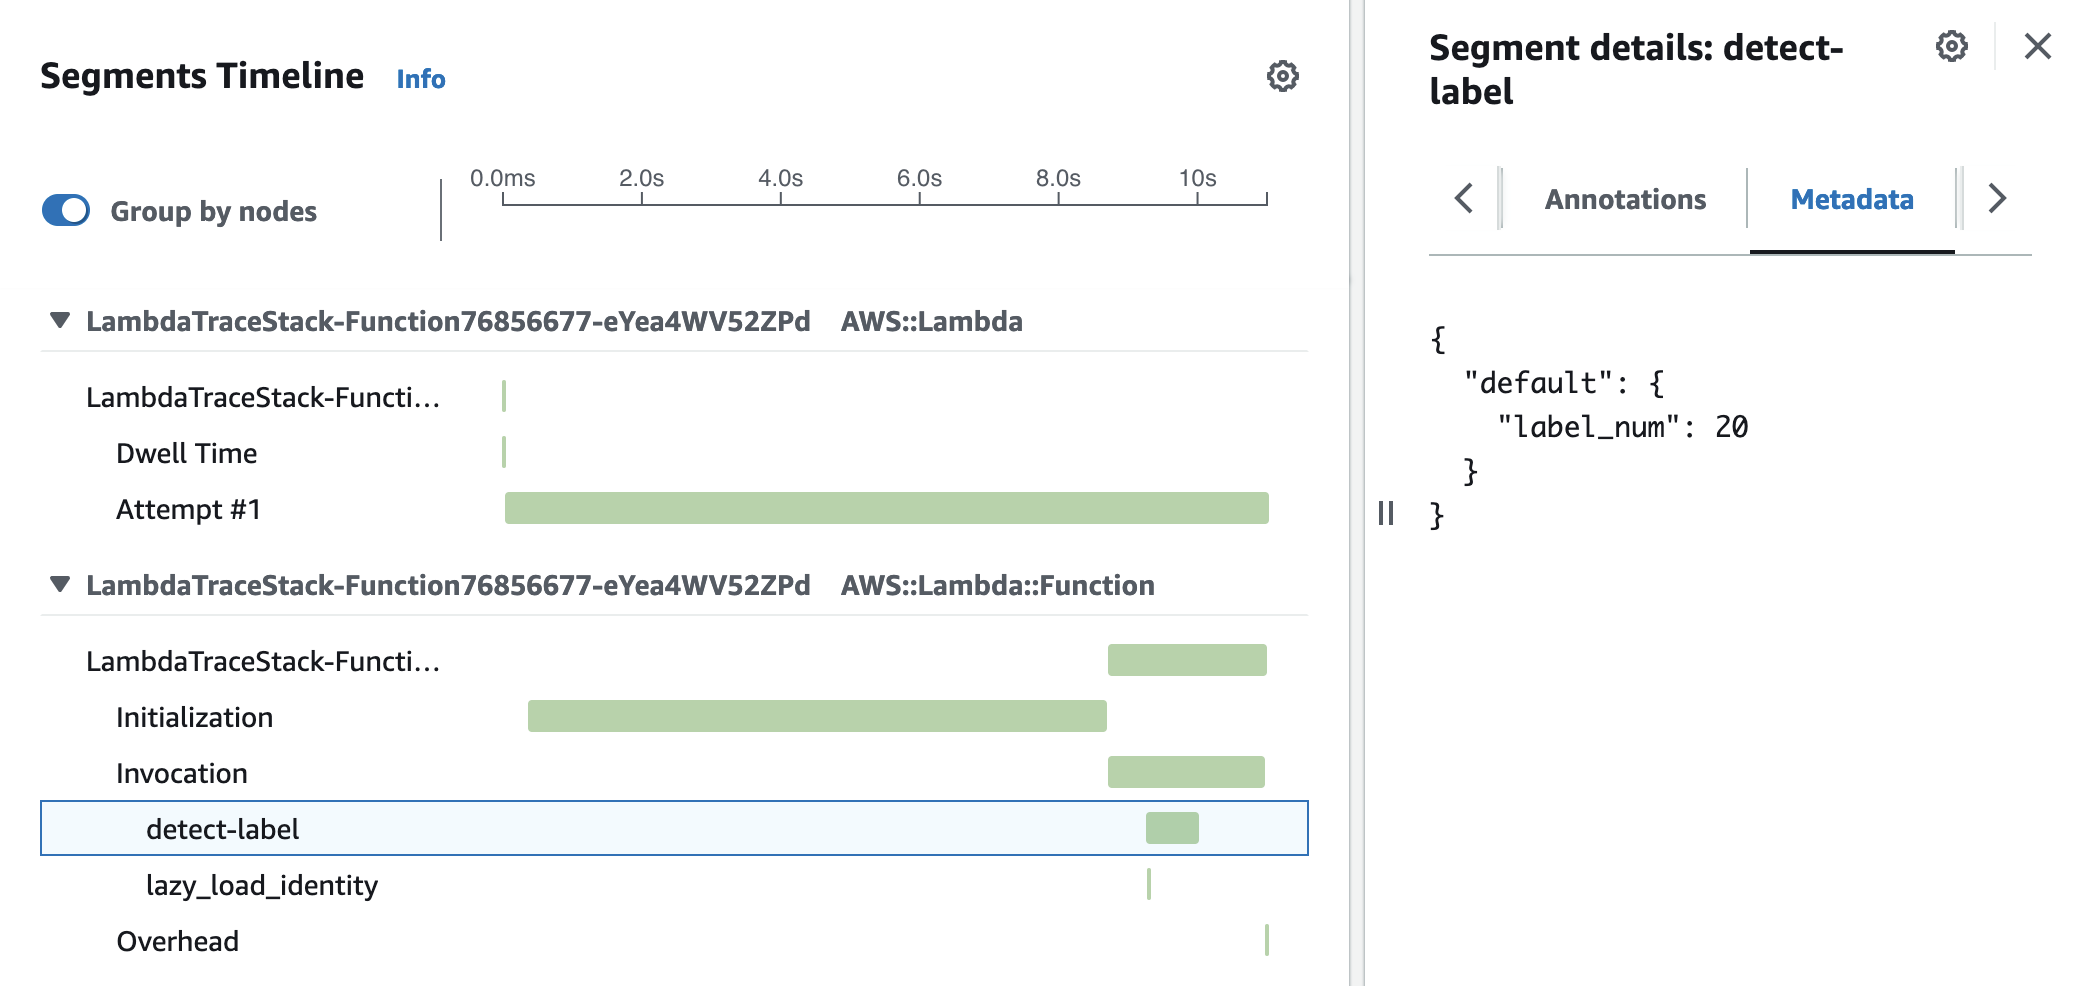 Segments Timeline Info
Group by nodes
0.0ms 2.0s 4.0s 6.0s 8.0s 10s
LambdaTraceStack-Function76856677-eYea4WV52ZPd AWS::Lambda
LambdaTraceStack-Functi...
Dwell Time
Attempt #1
LambdaTraceStack-Function76856677-eYea4WV52ZPd AWS::Lambda::Function
LambdaTraceStack-Functi...
Initialization
Invocation
detect-label
lazy_load_identity
Overhead
Segment details: detect-
label
Annotations Metadata
{
"default": {
"label_num": 20
}
}